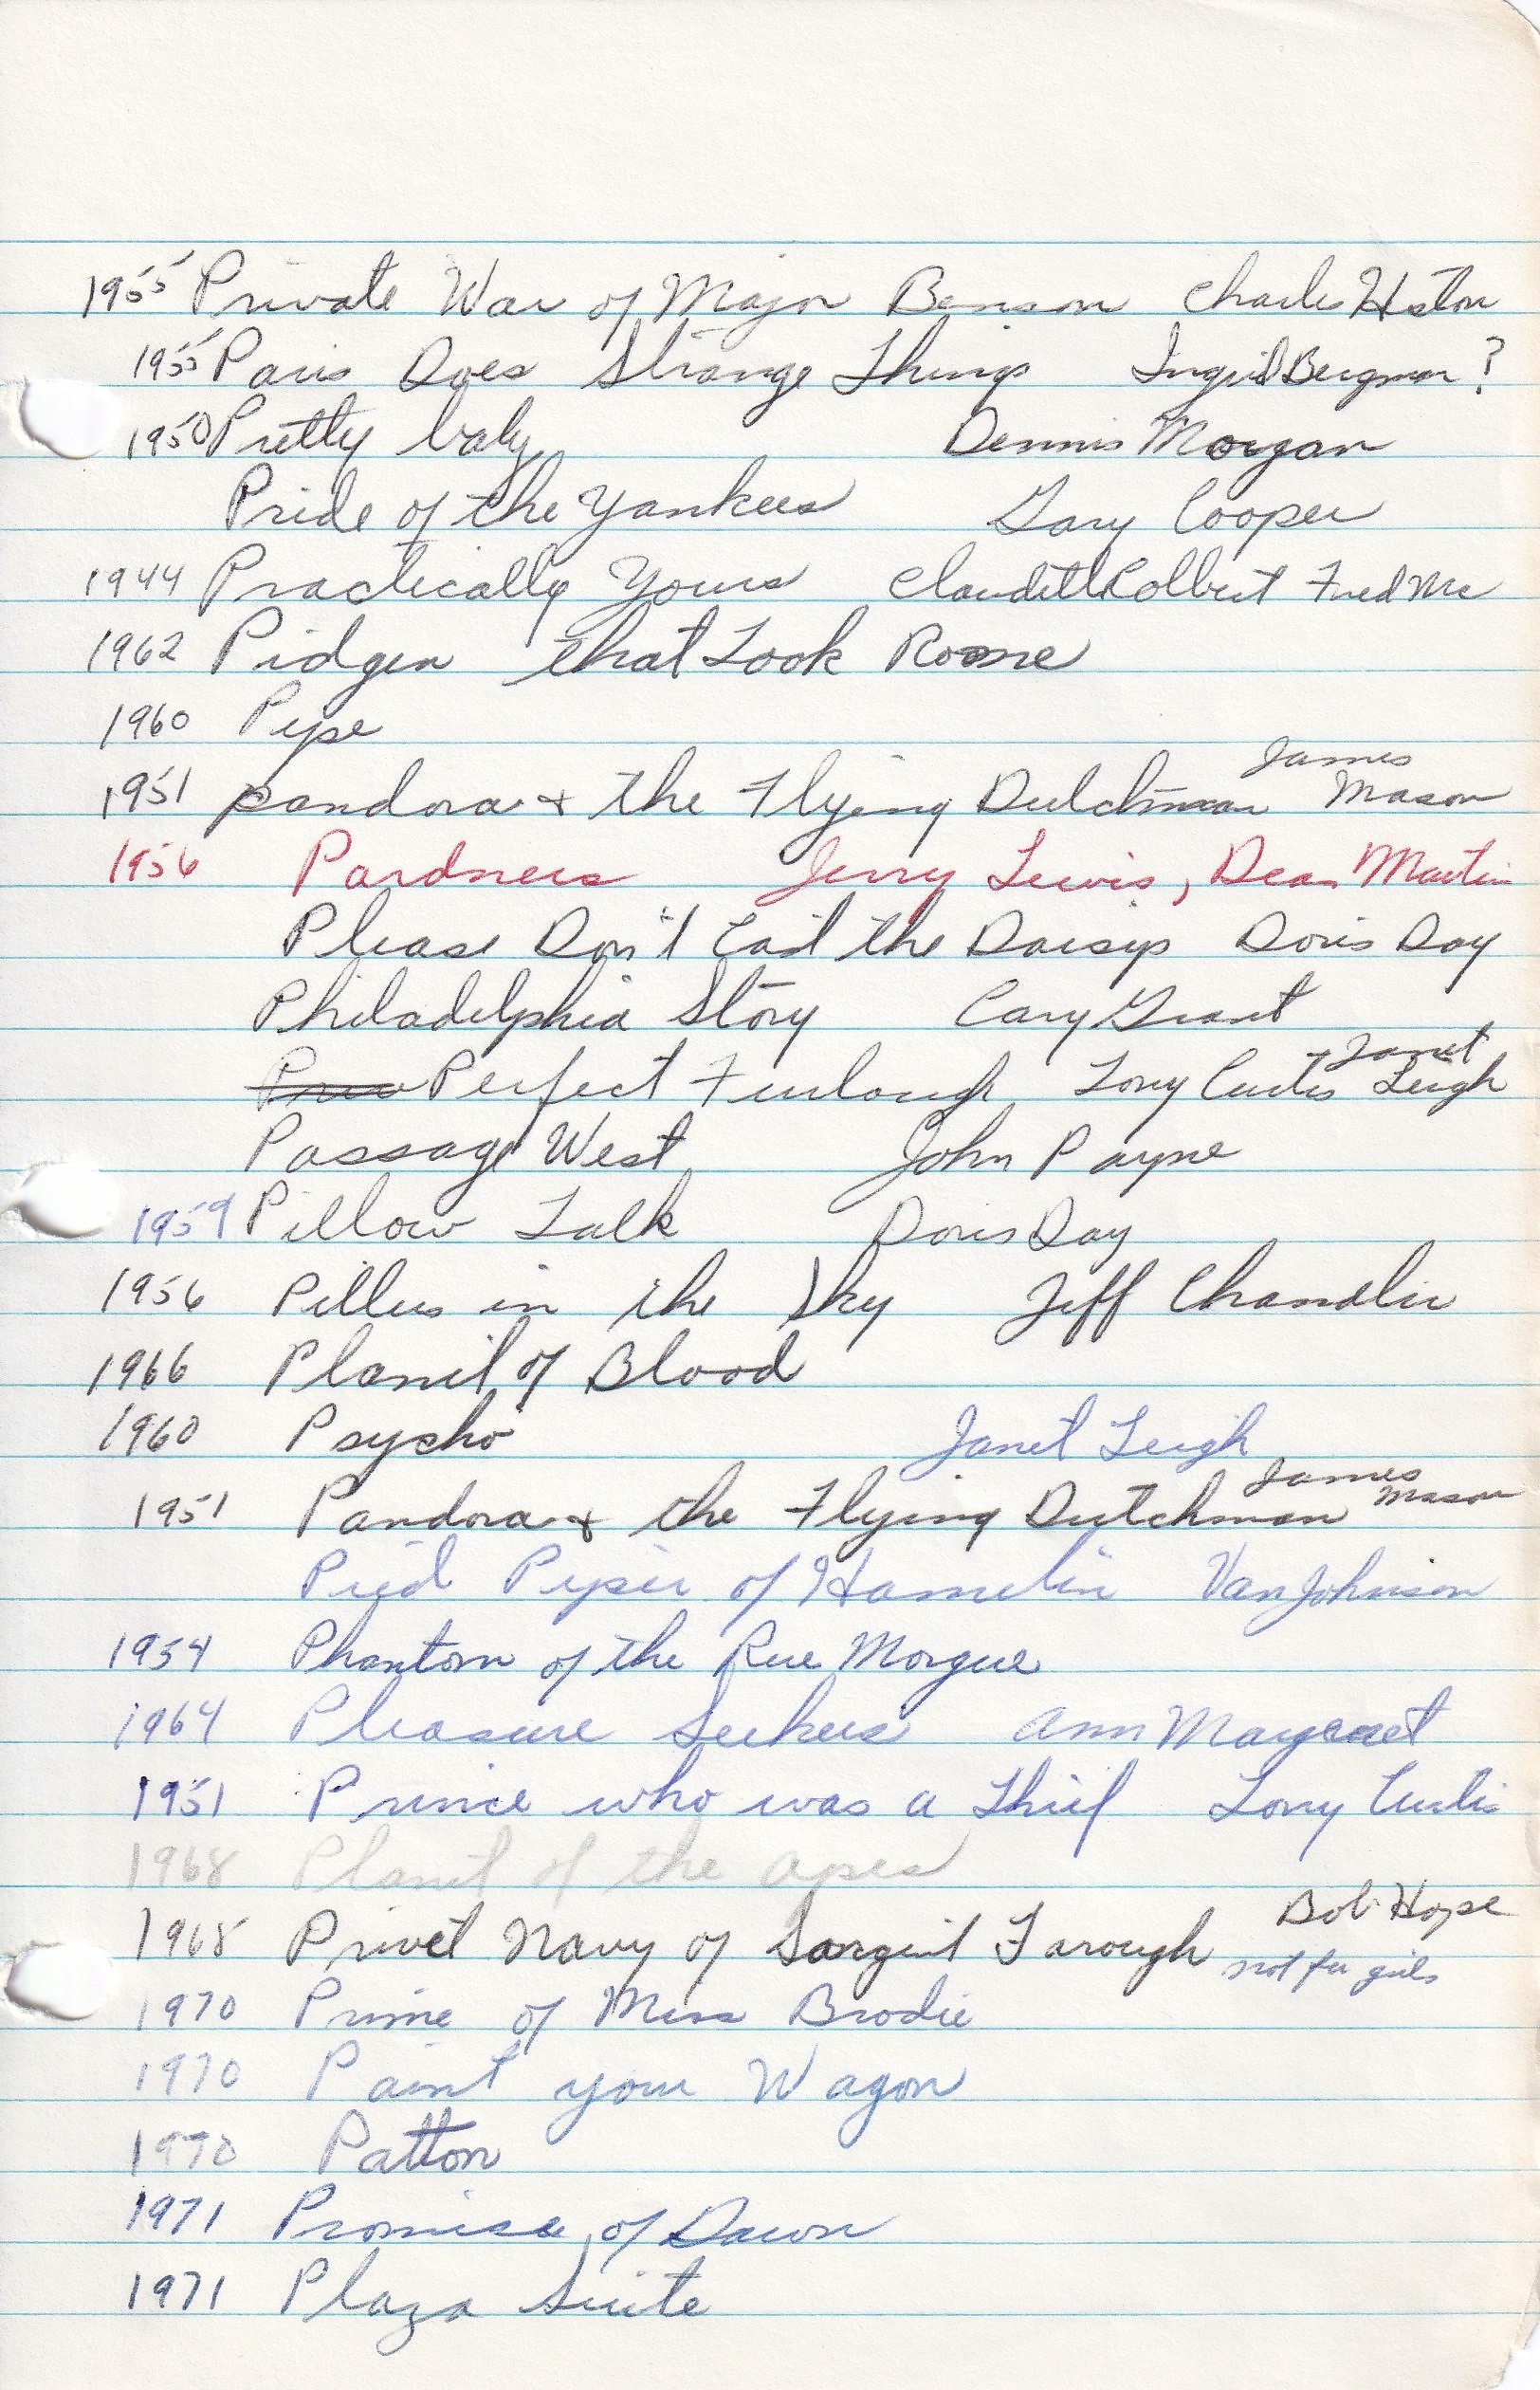 1955 Private War of Major Benson Charles Hston
1955 Paris Does Strange Things Ingrid Bergman?
1950 Pretty baby Dennis Morgan
Pride of the Yankees Gary Cooper
1944 Practically Yours Claudett Colbert Fred Mc
1962 Pidgen that Took Rome
1960 Pepe
1951 pandora & the Flying Dutchman James Mason
1956 Pardners Jerry Lewis, Dean Martin
Please Don't Eat the Daisys Doris Day
Philadelphia Story Cary Grant
Perfect Furlough Tony Curtis Janet Leigh
Passage West John Payne
1959 Pillow Talk Doris Day
1956 Piller in the Sky Jeff Chandler
1966 Planet of Blood
1960 Psycho Janet Leigh
1951 Pandora & the Flying Dutchman James Mason
Pied Piper of Hamelin Van Johnson
1954 Phantom of the Rue Morgue
1964 Pleasure Seekers Ann Margraet
1951 Prince who was a Thief Tony Curtis
1968 Planet of the Apes
1968 Privet Navy of Sargent Farough Bob Hope
not for girls
1970 Prime of Miss Brodie
1970 Paint your Wagon
1970 Patton
1971 Promise of Dawn
1971 Plaza Suite